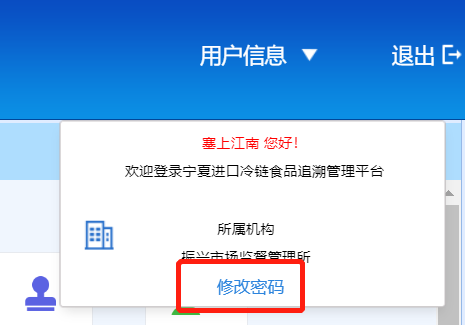 用户信息 ▼ 退出
塞上江南 您好！
欢迎登录宁夏进口冷链食品追溯管理平台
所属机构
振兴市场监督管理所
修改密码